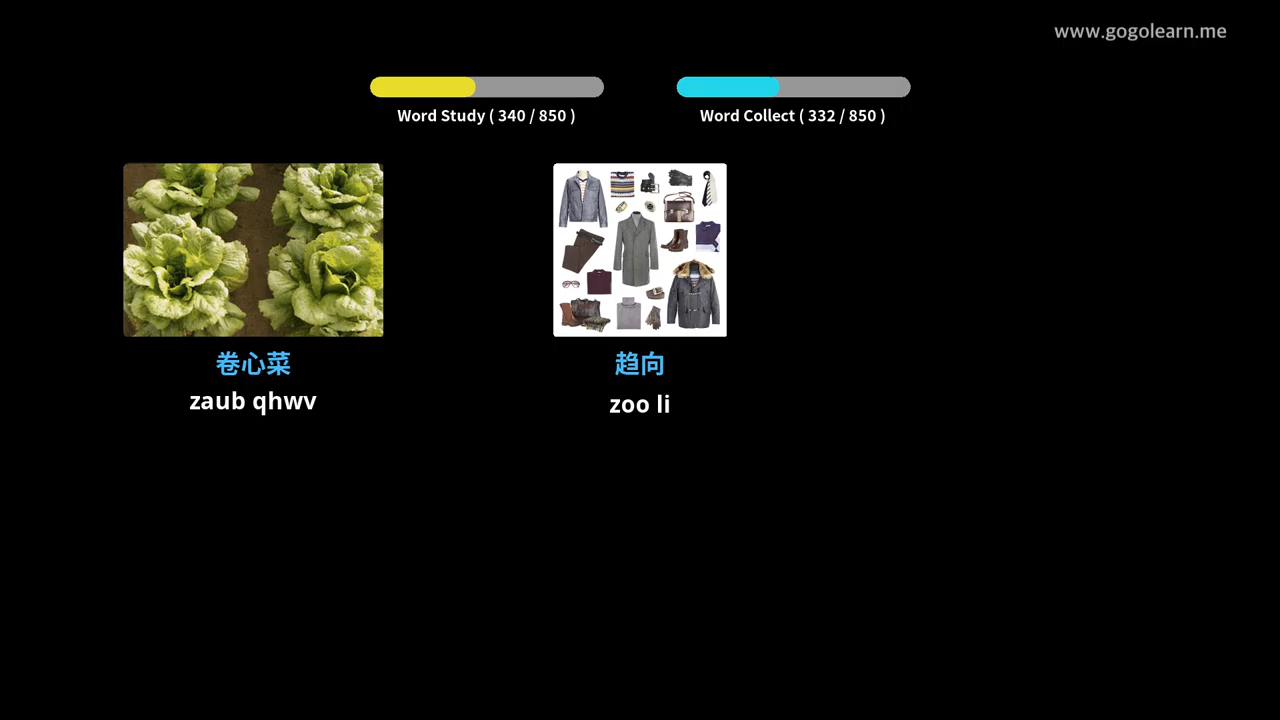 www.gogolearn.me
Word Study ( 340 / 850 )
Word Collect ( 332 / 850 )
卷心菜
zaub qhwv
趋向
zoo li